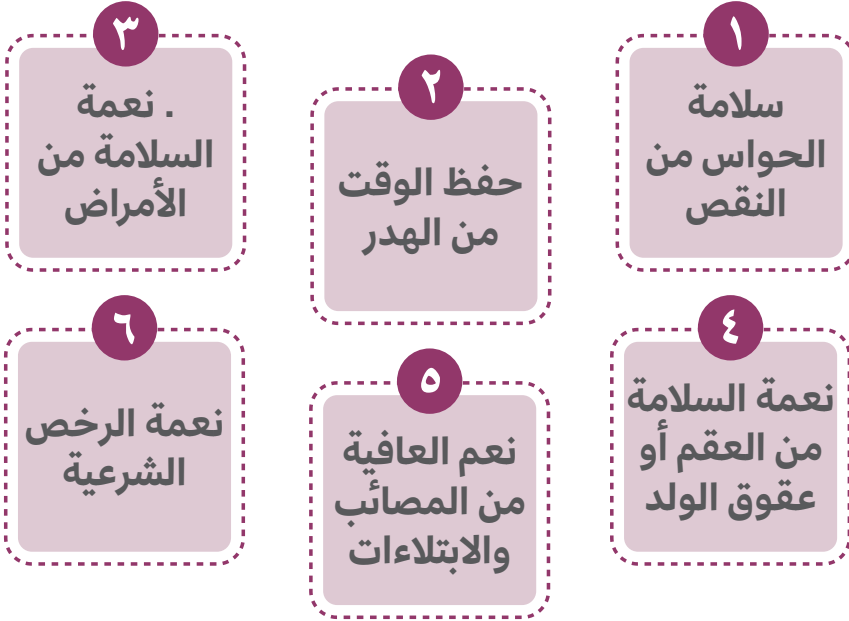 ١
سلامة
الحواس من
النقص
٢
حفظ الوقت
من الهدر
٣
. نعمة
السلامة من
الأمراض
٤
نعمة السلامة
من العقم أو
عقوق الولد
٥
نعم العافية
من المصائب
والابتلاءات
٦
نعمة الرخص
الشرعية